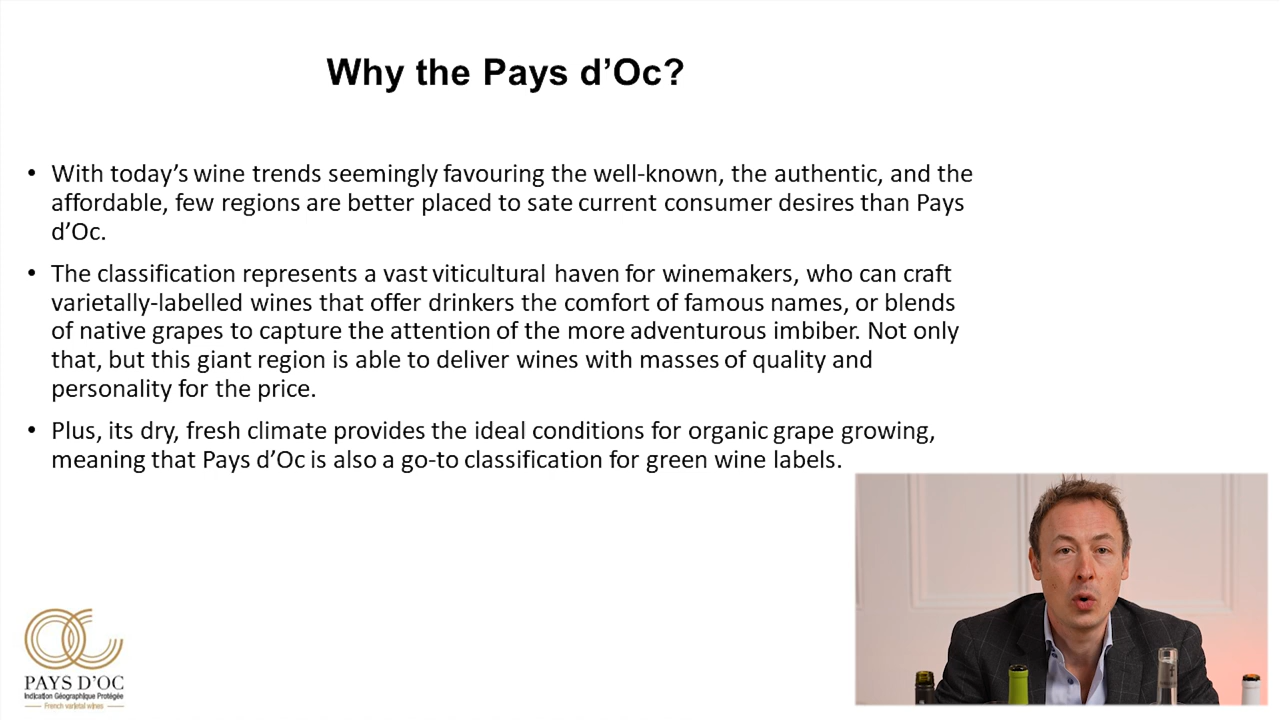 Why the Pays d’Oc?
• With today’s wine trends seemingly favouring the well-known, the authentic, and the
affordable, few regions are better placed to sate current consumer desires than Pays
d’Oc.
• The classification represents a vast viticultural haven for winemakers, who can craft
varietally-labelled wines that offer drinkers the comfort of famous names, or blends
of native grapes to capture the attention of the more adventurous imbiber. Not only
that, but this giant region is able to deliver wines with masses of quality and
personality for the price.
• Plus, its dry, fresh climate provides the ideal conditions for organic grape growing,
meaning that Pays d’Oc is also a go-to classification for green wine labels.
OC
PAYS D’OC
Indication Géographique Protégée
French varietal wines